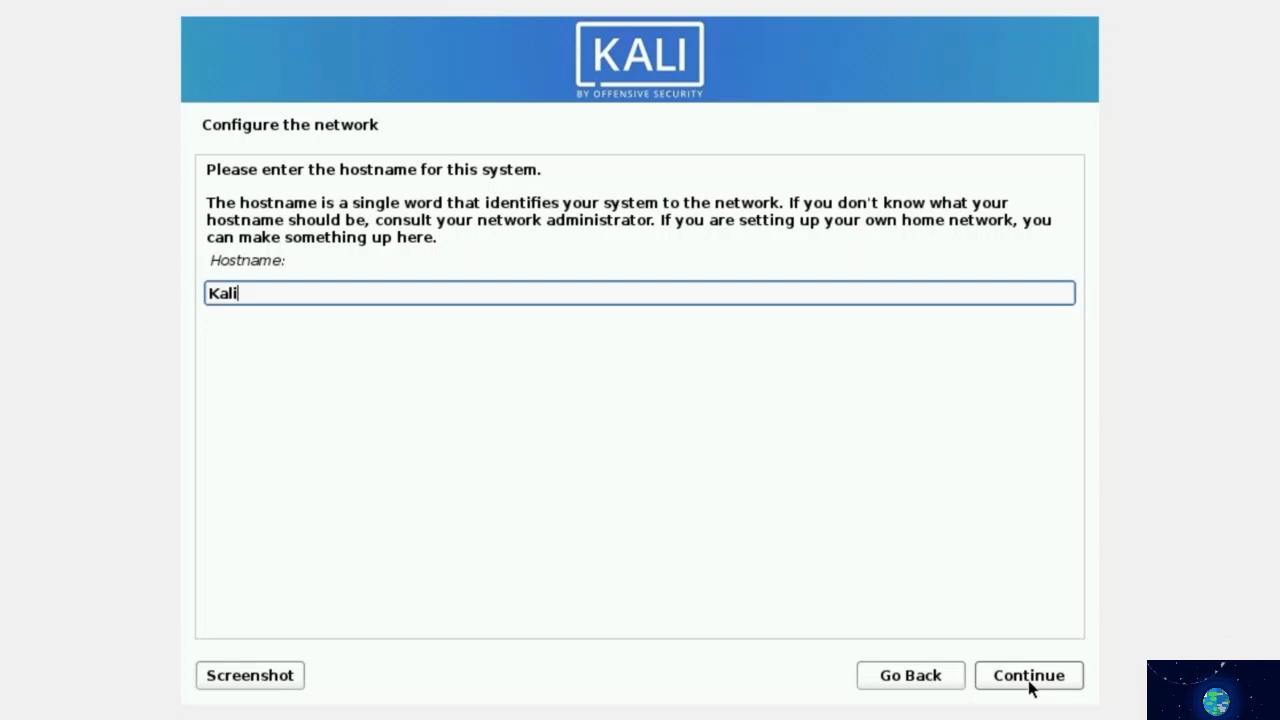 KALI
BY OFFENSIVE SECURITY
Configure the network
Please enter the hostname for this system.
The hostname is a single word that identifies your system to the network. If you don't know what your
hostname should be, consult your network administrator. If you are setting up your own home network, you
can make something up here.
Hostname:
Kali
Screenshot
Go Back
Continue